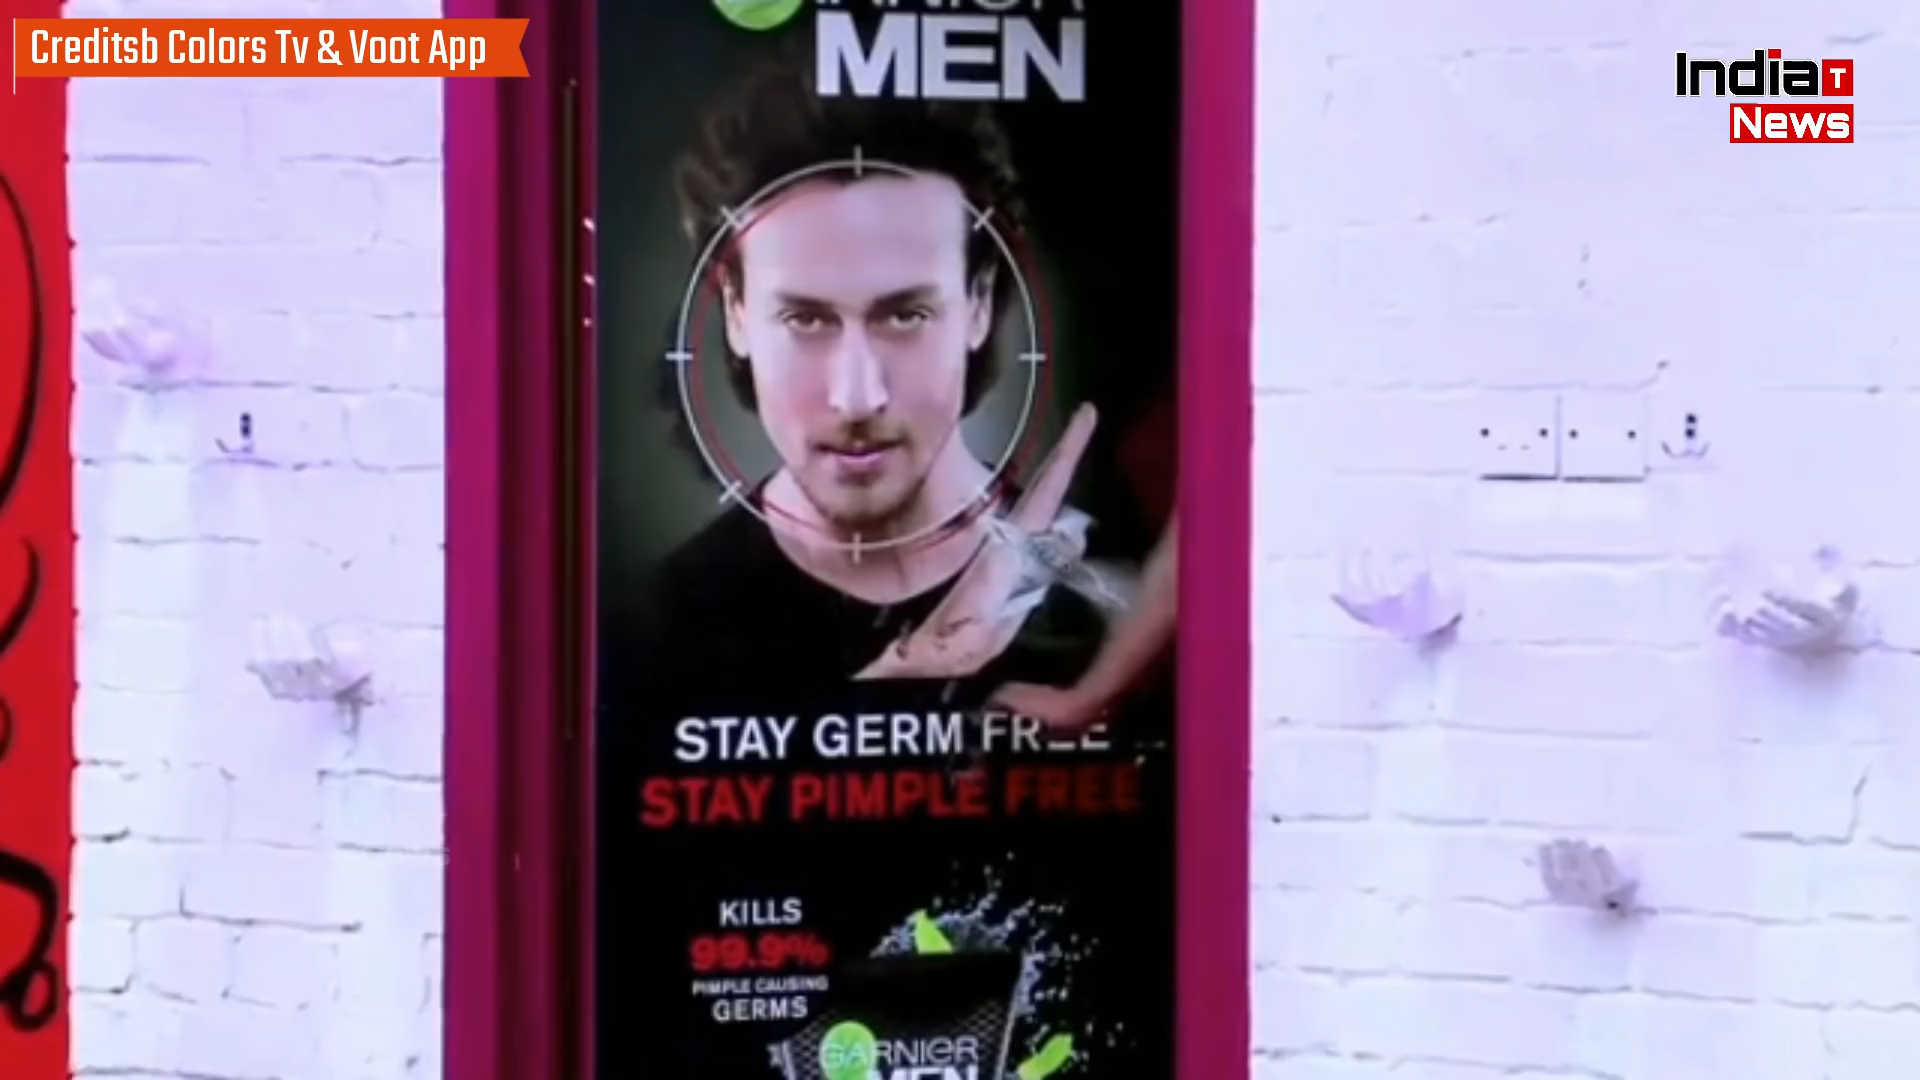 Creditsb Colors Tv & Voot App
India T
News
MEN
STAY GERM FREE
STAY PIMPLE FREE
KILLS
99.9%
PIMPLE CAUSING
GERMS
GARNIER
MEN